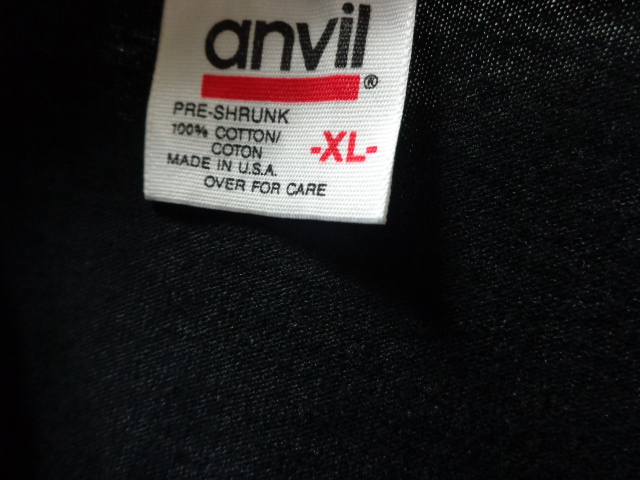 anvil®
PRE-SHRUNK
100% COTTON/
COTON
-XL-
MADE IN U.S.A.
OVER FOR CARE